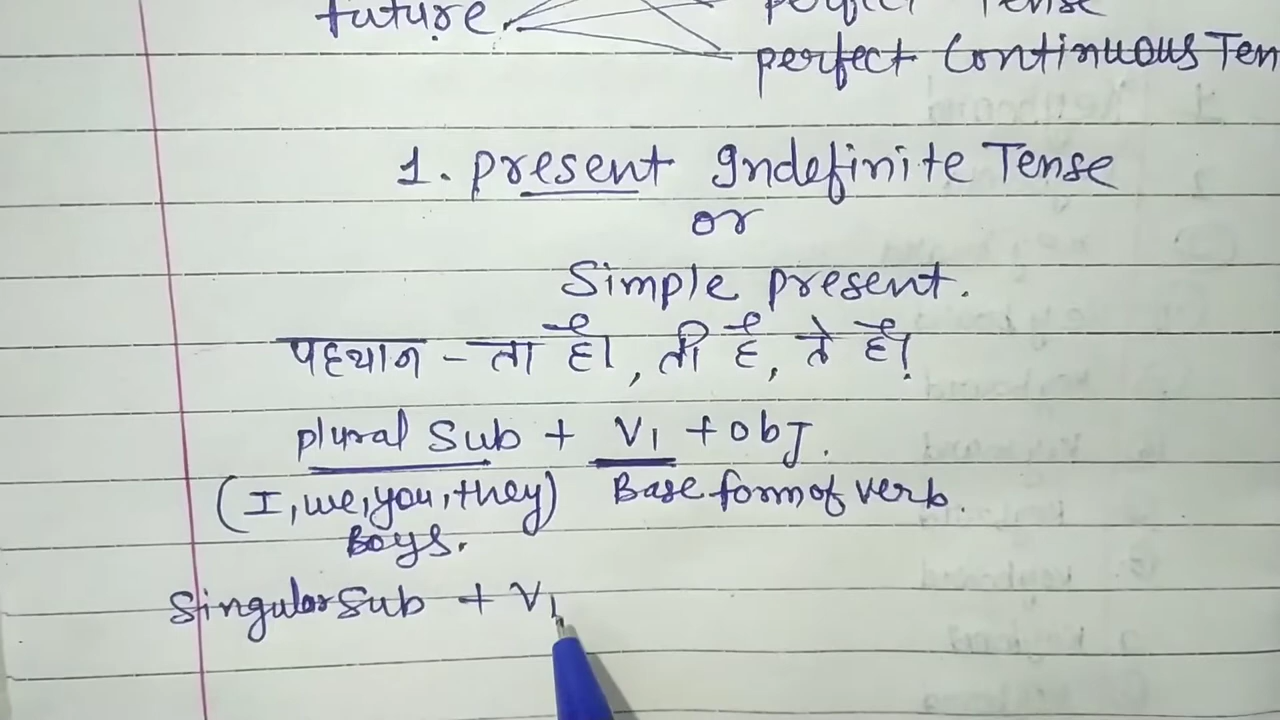 future perfect Tense
perfect Continuous Ten
1. present Indefinite Tense
or
Simple present.
पहचान - ता है। , ती है, ते हैं।
plural Sub + V1 + obj.
(I, we, you, they) Base form of verb.
Boys.
Singular Sub + V1